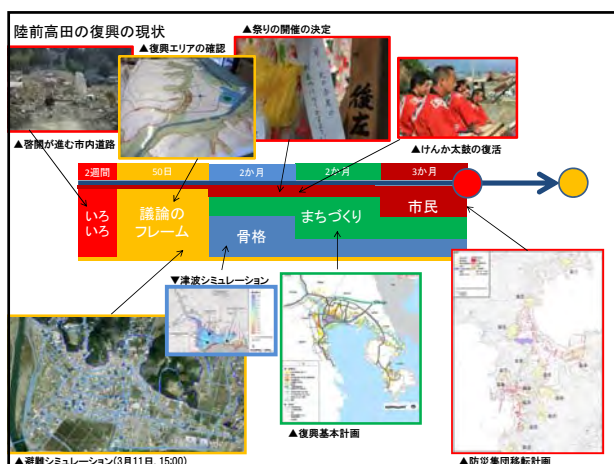 陸前高田の復興の現状
▲復興エリアの確認
▲祭りの開催の決定
後左
▲啓開が進む市内道路
▲けんか太鼓の復活
2週間
50日
2か月
2か月
3か月
いろ
いろ
議論の
フレーム
骨格
まちづくり
市民
▼津波シミュレーション
▲復興基本計画
▲避難シミュレーション(3月11日、15:00)
▲防災集団移転計画